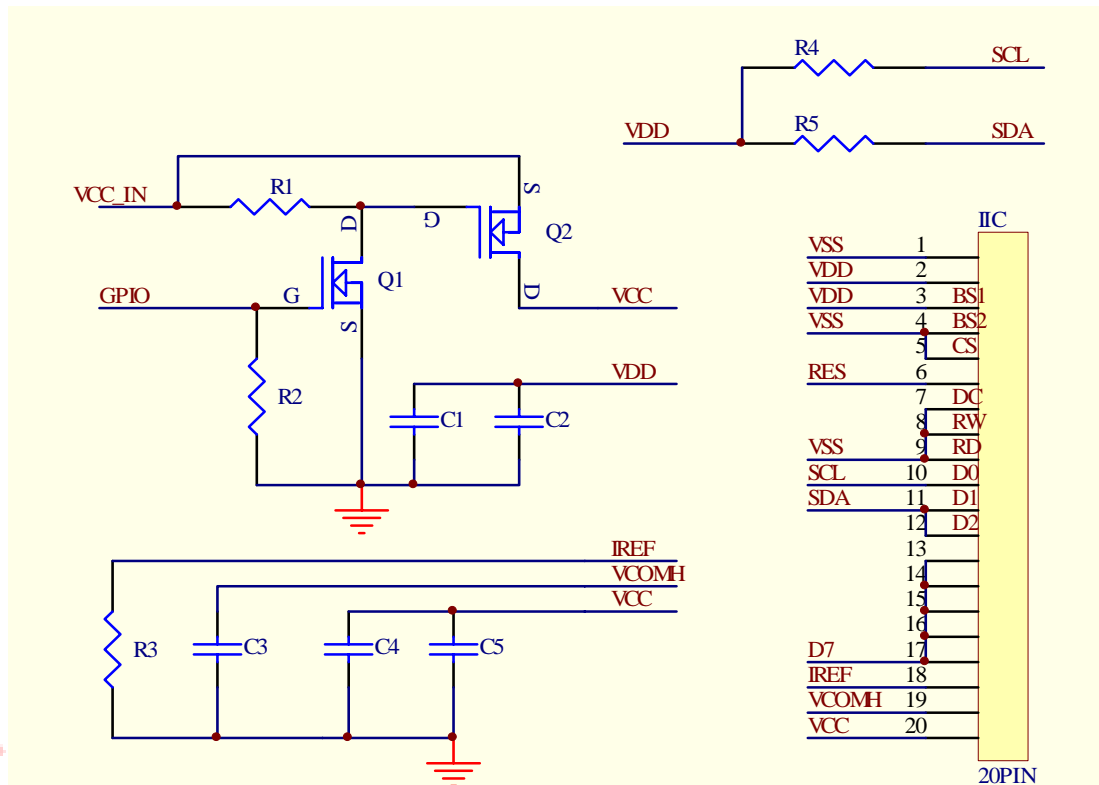 R4
SCL
VDD
R5
SDA
VCC_IN
R1
S
D
G
Q2
Q1
GPIO
G
D
VCC
S
R2
VDD
C1
C2
IREF
VCOMH
VCC
R3
C3
C4
C5
IIC
VSS 1
VDD 2
VDD 3 BS1
VSS 4 BS2
5 CS
RES 6
7 DC
8 RW
VSS 9 RD
SCL 10 D0
SDA 11 D1
12 D2
13
14
15
16
D7 17
IREF 18
VCOMH 19
VCC 20
20PIN